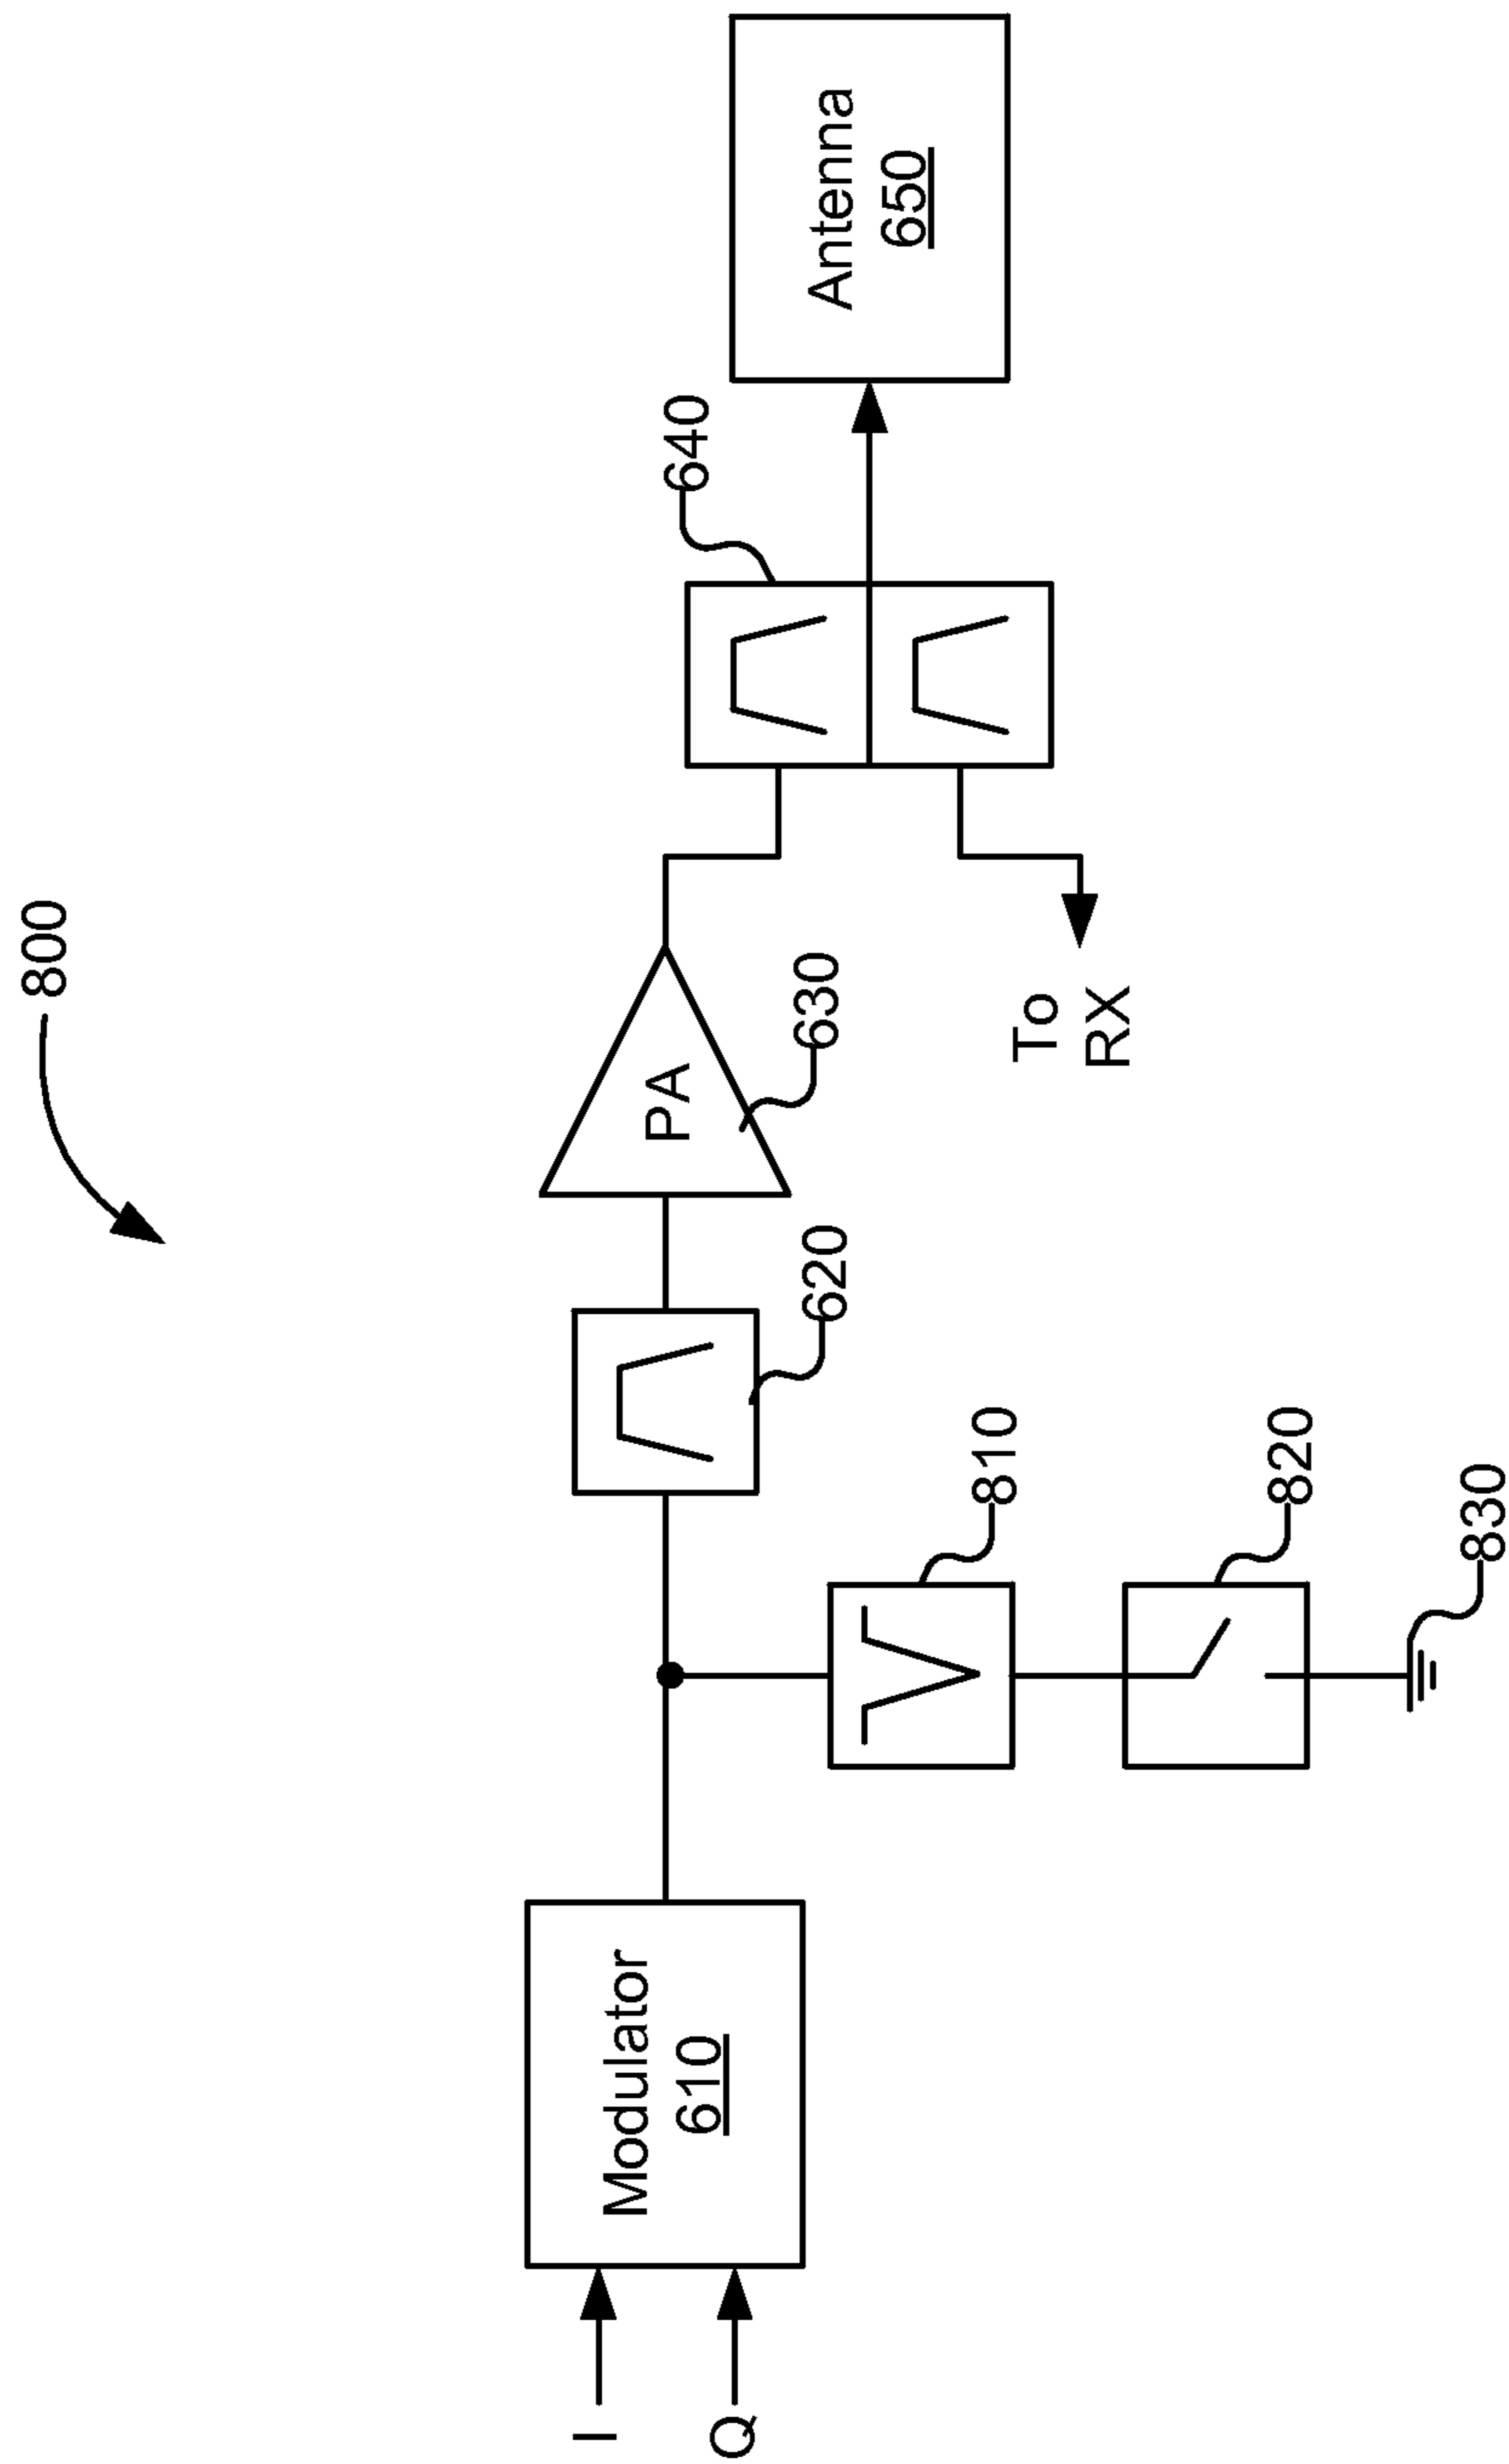 800
I
Q
Modulator
610
620
PA
630
640
Antenna
650
To
RX
810
820
830